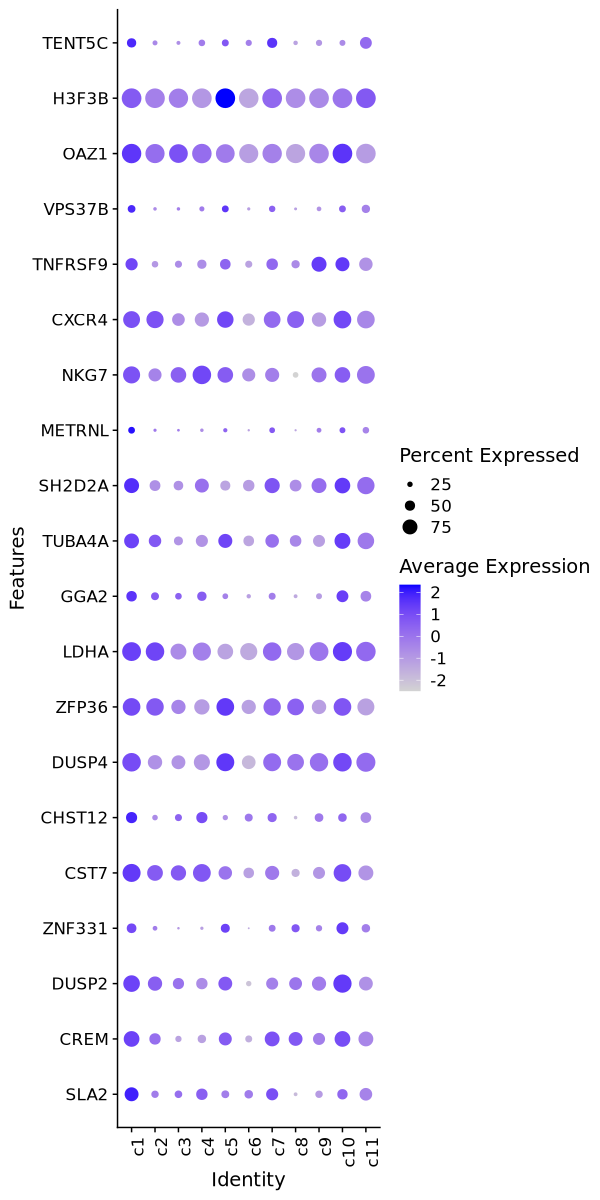 TENT5C
H3F3B
OAZ1
VPS37B
TNFRSF9
CXCR4
NKG7
METRNL
SH2D2A
TUBA4A
GGA2
LDHA
ZFP36
DUSP4
CHST12
CST7
ZNF331
DUSP2
CREM
SLA2
Features
c1 c2 c3 c4 c5 c6 c7 c8 c9 c10 c11
Identity
Percent Expressed
25
50
75
Average Expression
2
1
0
-1
-2